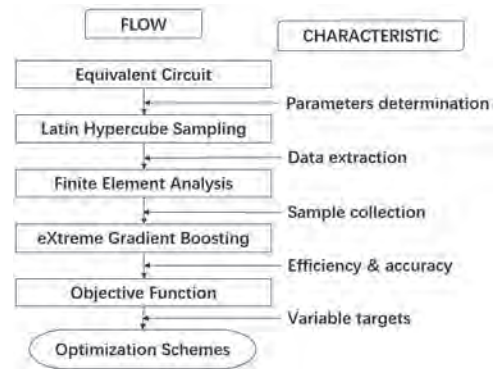 FLOW
CHARACTERISTIC
Equivalent Circuit
Parameters determination
Latin Hypercube Sampling
Data extraction
Finite Element Analysis
Sample collection
eXtreme Gradient Boosting
Efficiency & accuracy
Objective Function
Variable targets
Optimization Schemes